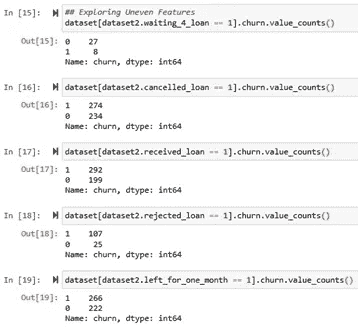 In [15]: ## Exploring Uneven Features
dataset[dataset2.waiting_4_loan == 1].churn.value_counts()
Out[15]: 0 27
1 8
Name: churn, dtype: int64
In [16]: dataset[dataset2.cancelled_loan == 1].churn.value_counts()
Out[16]: 1 274
0 234
Name: churn, dtype: int64
In [17]: dataset[dataset2.received_loan == 1].churn.value_counts()
Out[17]: 1 292
0 199
Name: churn, dtype: int64
In [18]: dataset[dataset2.rejected_loan == 1].churn.value_counts()
Out[18]: 1 107
0 25
Name: churn, dtype: int64
In [19]: dataset[dataset2.left_for_one_month == 1].churn.value_counts()
Out[19]: 1 266
0 222
Name: churn, dtype: int64